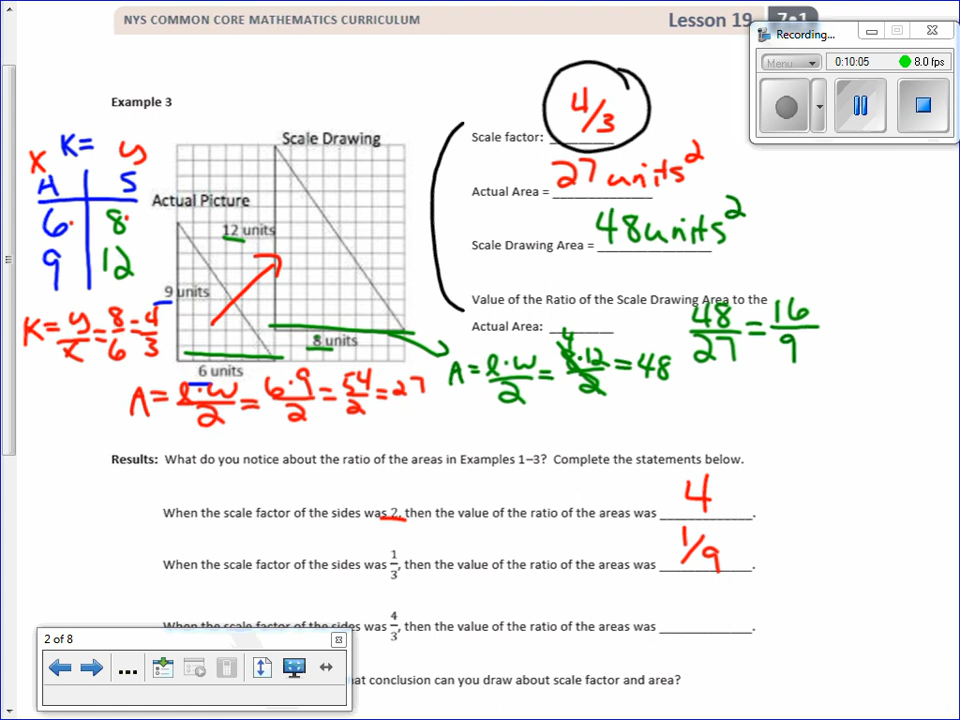 NYS COMMON CORE MATHEMATICS CURRICULUM
Lesson 19
7•1
Recording...
Menu
0:10:05
8.0 fps
Example 3
4/3
Scale factor: ________
27 units²
Actual Area = ____________
48 units²
Scale Drawing Area = ____________
Value of the Ratio of the Scale Drawing Area to the
Actual Area: ________
48/27 = 16/9
K=
x y
A S
6 8
9 12
K = y/x = 8/6 = 4/3
Scale Drawing
Actual Picture
12 units
9 units
8 units
6 units
A = l·w/2 = 6·9/2 = 54/2 = 27
A = l·w/2 = 8·12/2 = 48
4
Results: What do you notice about the ratio of the areas in Examples 1–3? Complete the statements below.
When the scale factor of the sides was 2, then the value of the ratio of the areas was 4.
When the scale factor of the sides was 1/3, then the value of the ratio of the areas was 1/9.
When the scale factor of the sides was 4/3, then the value of the ratio of the areas was ____________.
2 of 8
hat conclusion can you draw about scale factor and area?